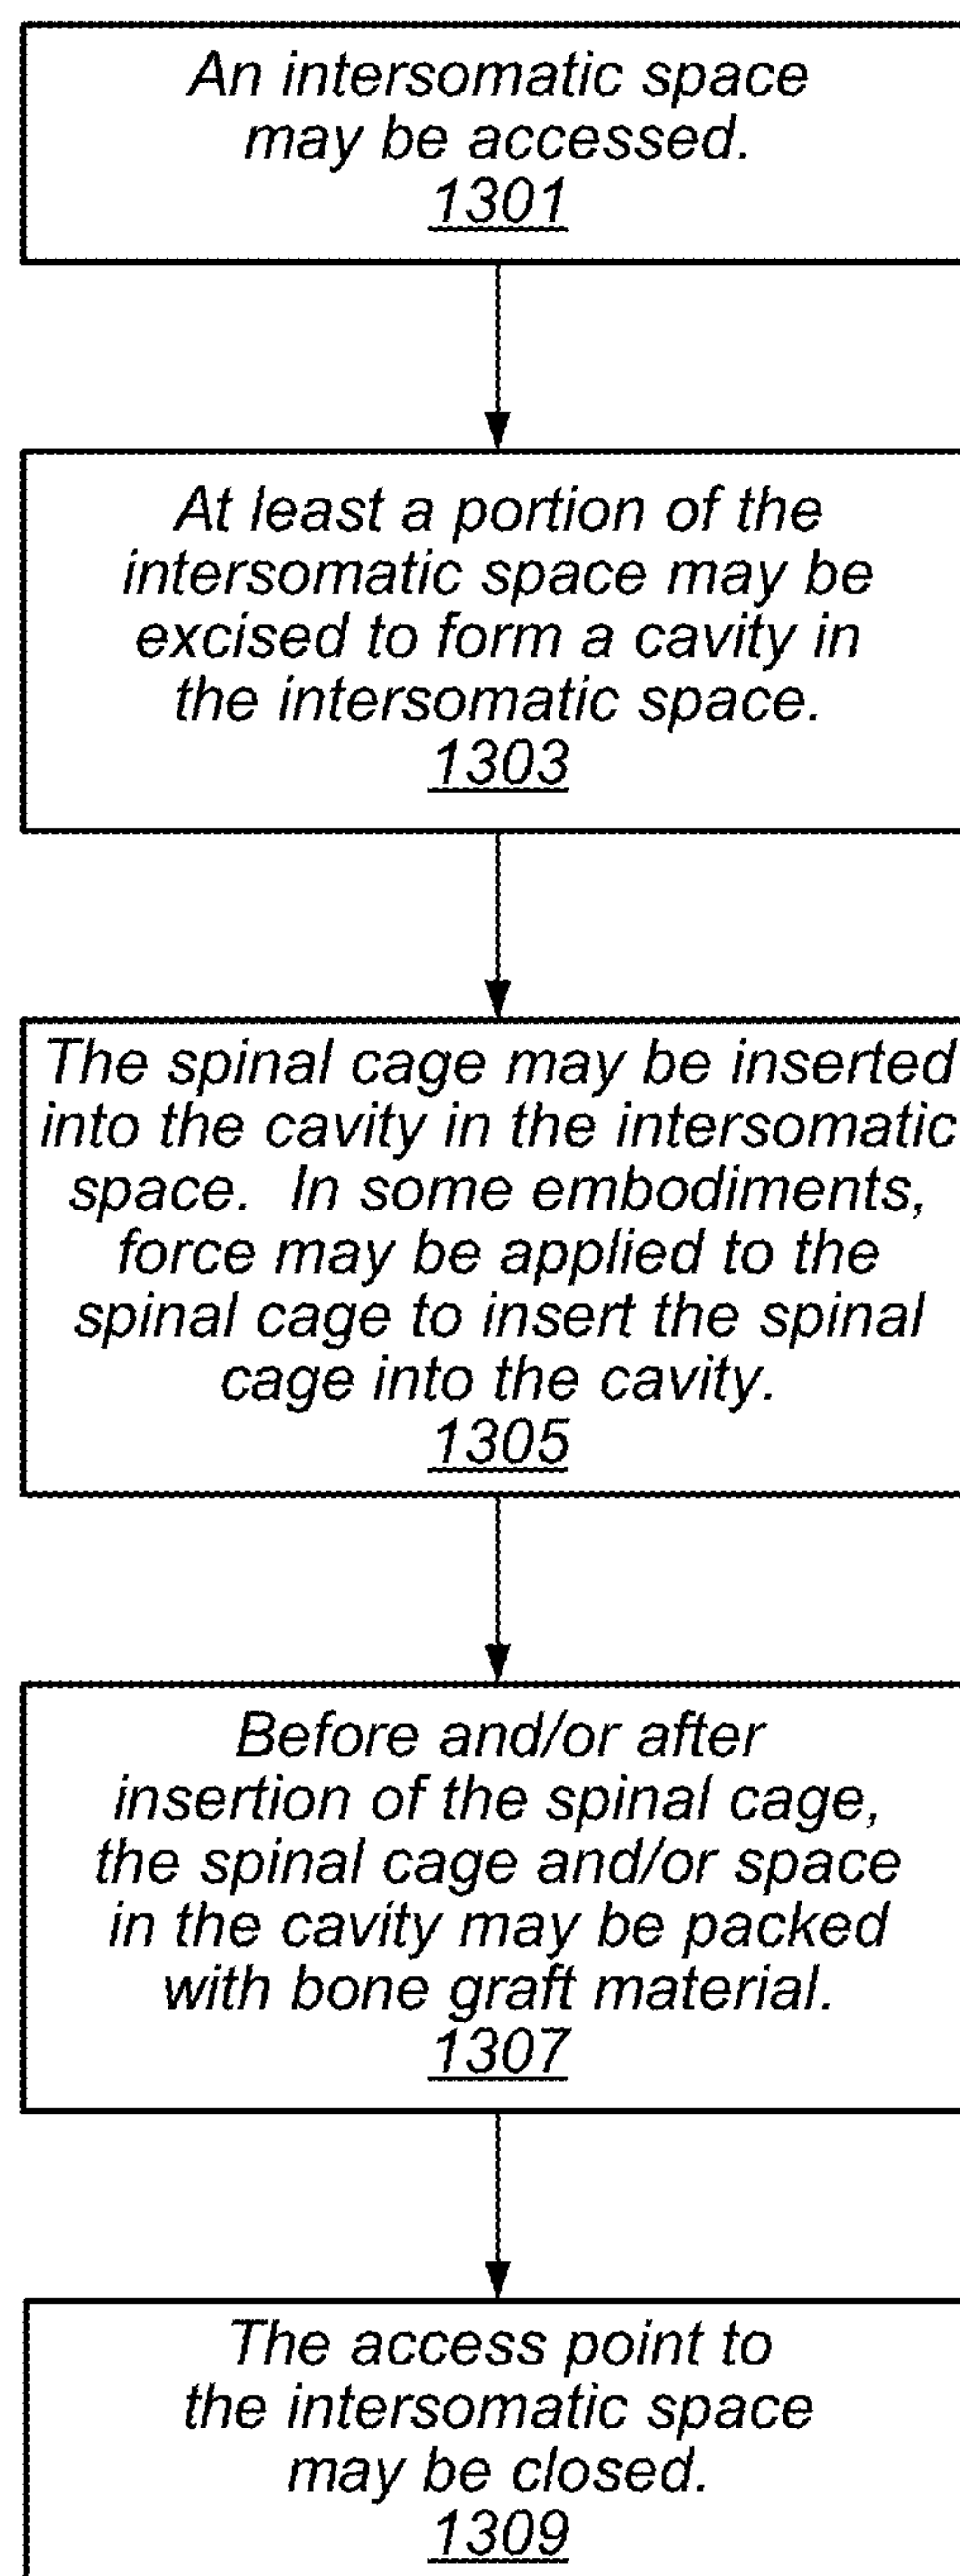 An intersomatic space
may be accessed.
1301
At least a portion of the
intersomatic space may be
excised to form a cavity in
the intersomatic space.
1303
The spinal cage may be inserted
into the cavity in the intersomatic
space.  In some embodiments,
force may be applied to the
spinal cage to insert the spinal
cage into the cavity.
1305
Before and/or after
insertion of the spinal cage,
the spinal cage and/or space
in the cavity may be packed
with bone graft material.
1307
The access point to
the intersomatic space
may be closed.
1309